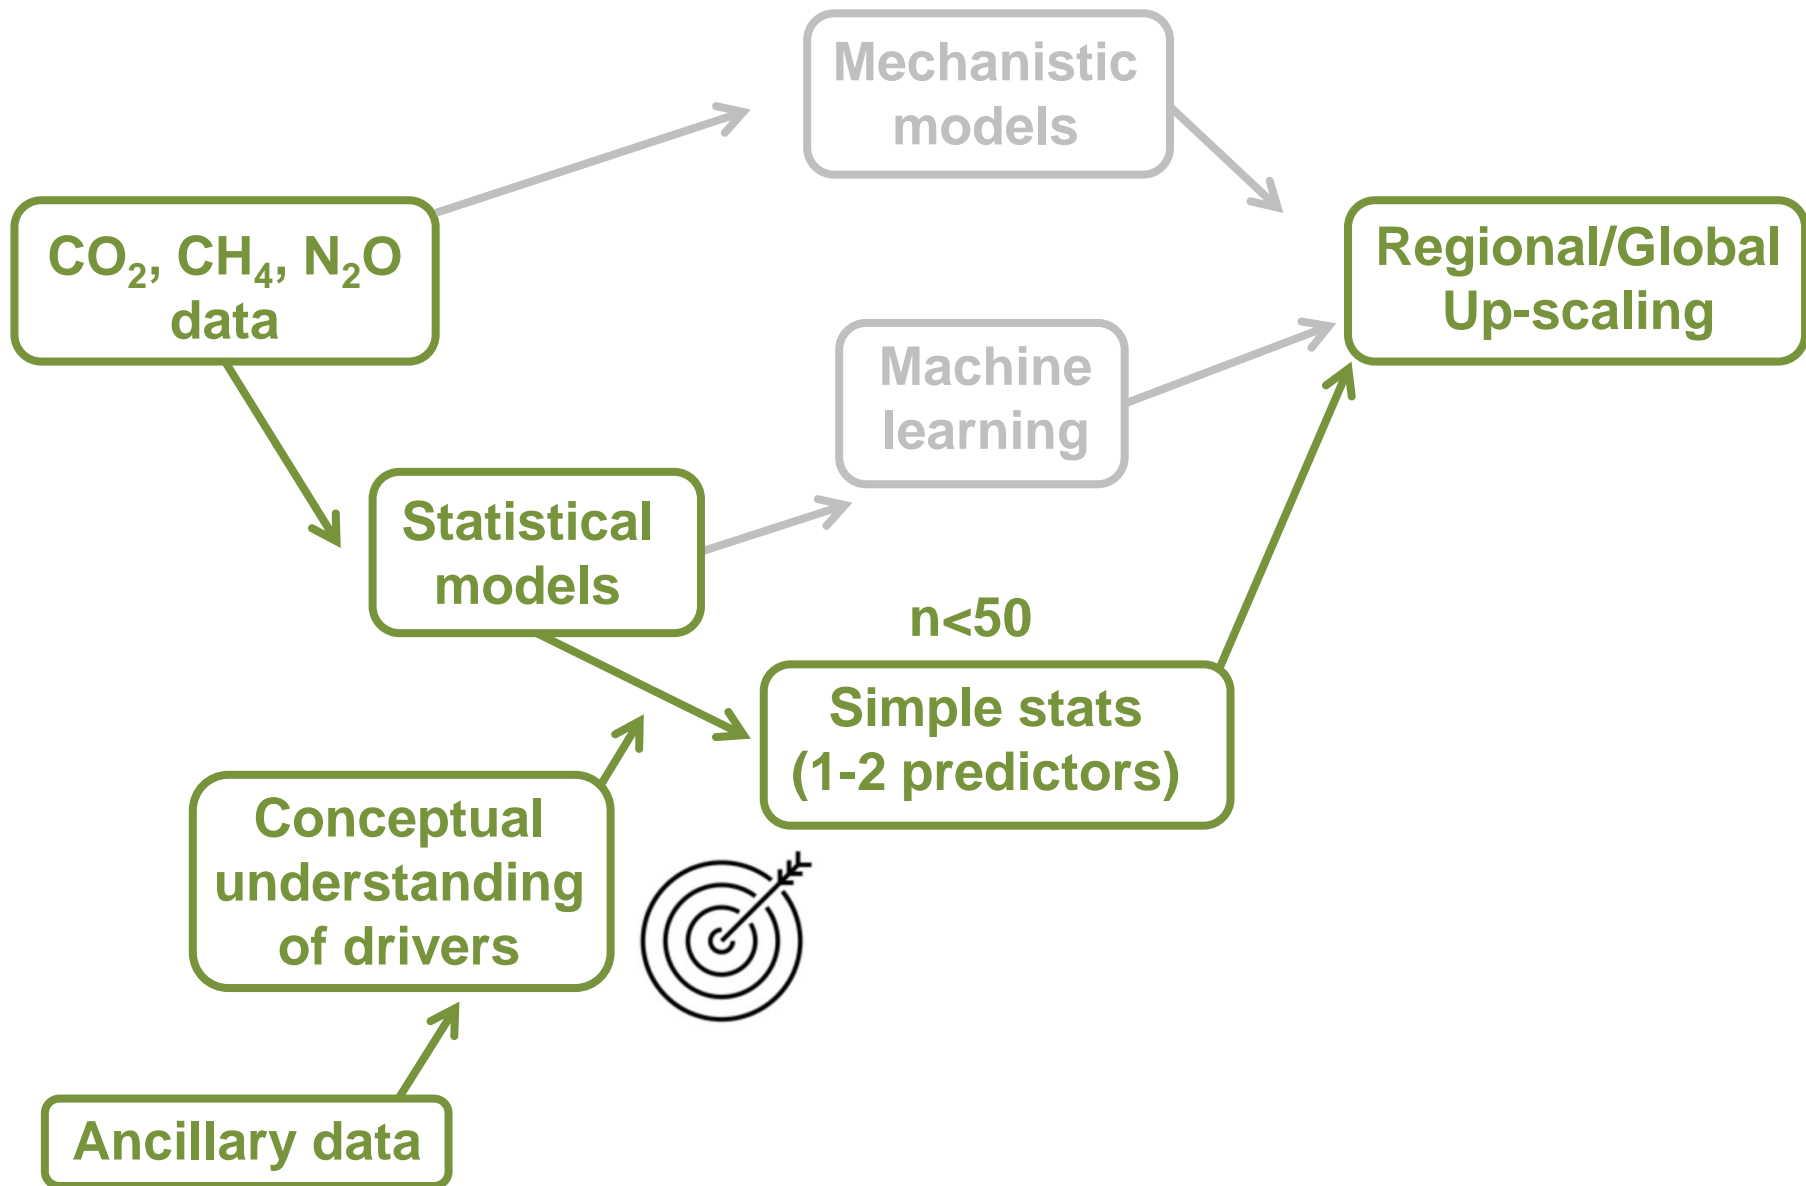 Mechanistic
models
CO₂, CH₄, N₂O
data
Regional/Global
Up-scaling
Machine
learning
Statistical
models
n<50
Simple stats
(1-2 predictors)
Conceptual
understanding
of drivers
Ancillary data